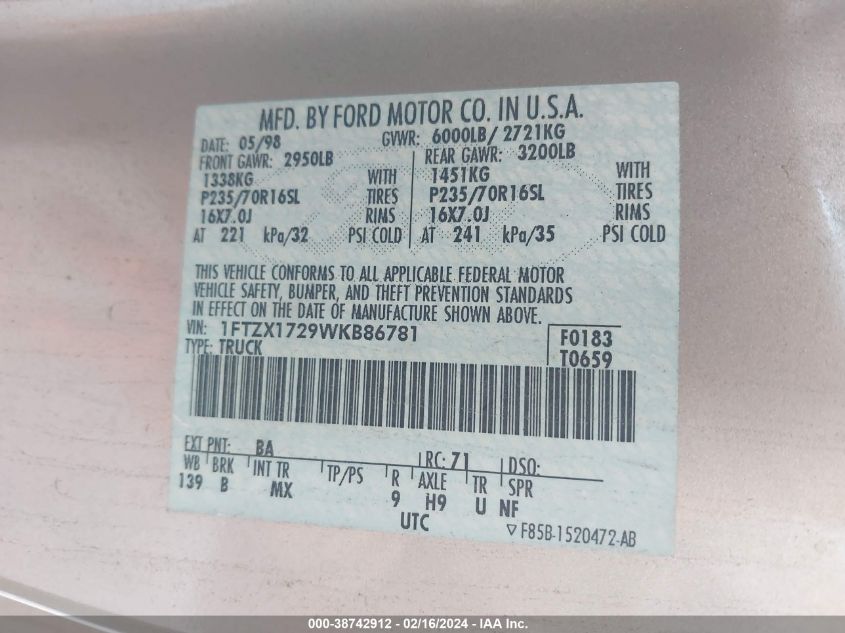 MFD. BY FORD MOTOR CO. IN U.S.A.
DATE: 05/98 GVWR: 6000LB/ 2721KG
FRONT GAWR: 2950LB REAR GAWR: 3200LB
1338KG WITH 1451KG WITH
P235/70R16SL TIRES P235/70R16SL TIRES
16X7.0J RIMS 16X7.0J RIMS
AT 221 kPa/32 PSI COLD AT 241 kPa/35 PSI COLD
THIS VEHICLE CONFORMS TO ALL APPLICABLE FEDERAL MOTOR
VEHICLE SAFETY, BUMPER, AND THEFT PREVENTION STANDARDS
IN EFFECT ON THE DATE OF MANUFACTURE SHOWN ABOVE.
VIN: 1FTZX1729WKB86781 F0183
TYPE: TRUCK T0659
EXT PNT: BA RC: 71 DSO:
WB BRK INT TR TP/PS R AXLE TR SPR
139 B MX 9 H9 U NF
UTC ▽ F85B-1520472-AB
000-38742912 - 02/16/2024 - IAA Inc.